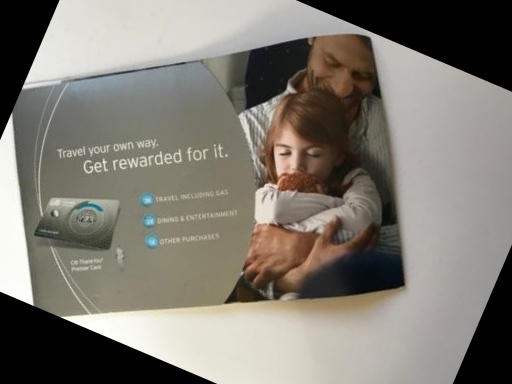 Travel your own way.
Get rewarded for it.
3X TRAVEL INCLUDING GAS
2X DINING & ENTERTAINMENT
1X OTHER PURCHASES
Citi ThankYou®
Premier Card